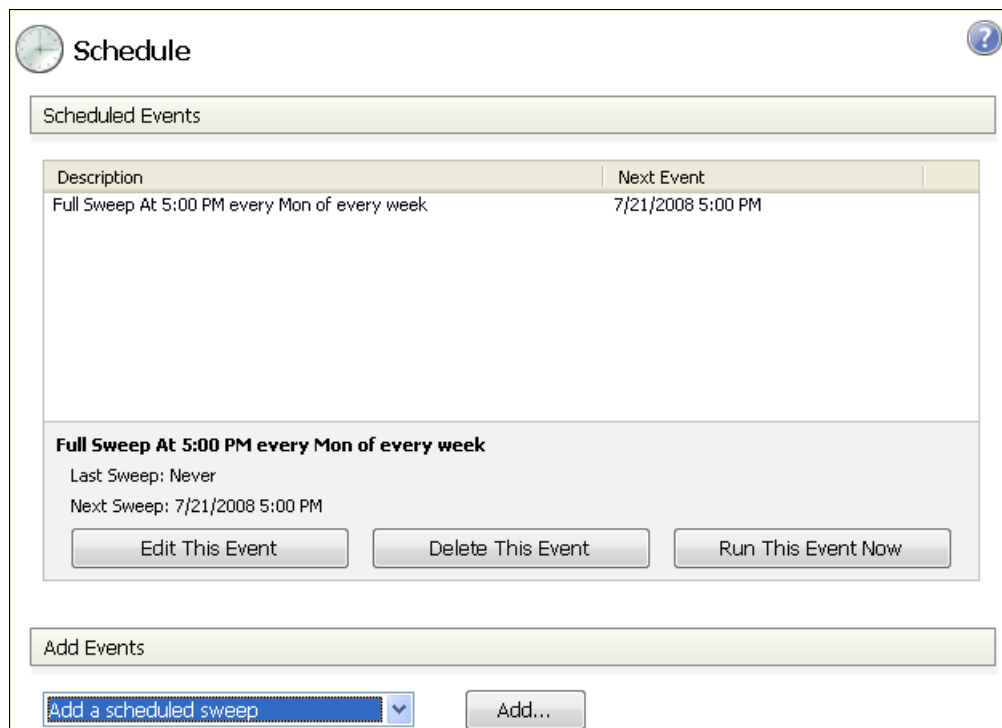 Schedule
?
Scheduled Events
Description Next Event
Full Sweep At 5:00 PM every Mon of every week 7/21/2008 5:00 PM
Full Sweep At 5:00 PM every Mon of every week
Last Sweep: Never
Next Sweep: 7/21/2008 5:00 PM
Edit This Event Delete This Event Run This Event Now
Add Events
Add a scheduled sweep Add...